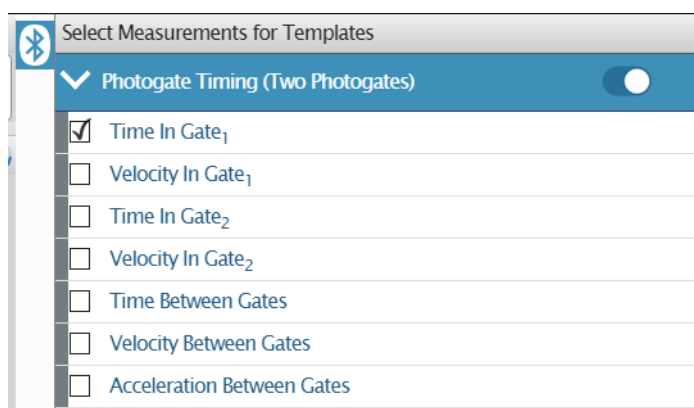 Select Measurements for Templates
Photogate Timing (Two Photogates)
Time In Gate₁
Velocity In Gate₁
Time In Gate₂
Velocity In Gate₂
Time Between Gates
Velocity Between Gates
Acceleration Between Gates